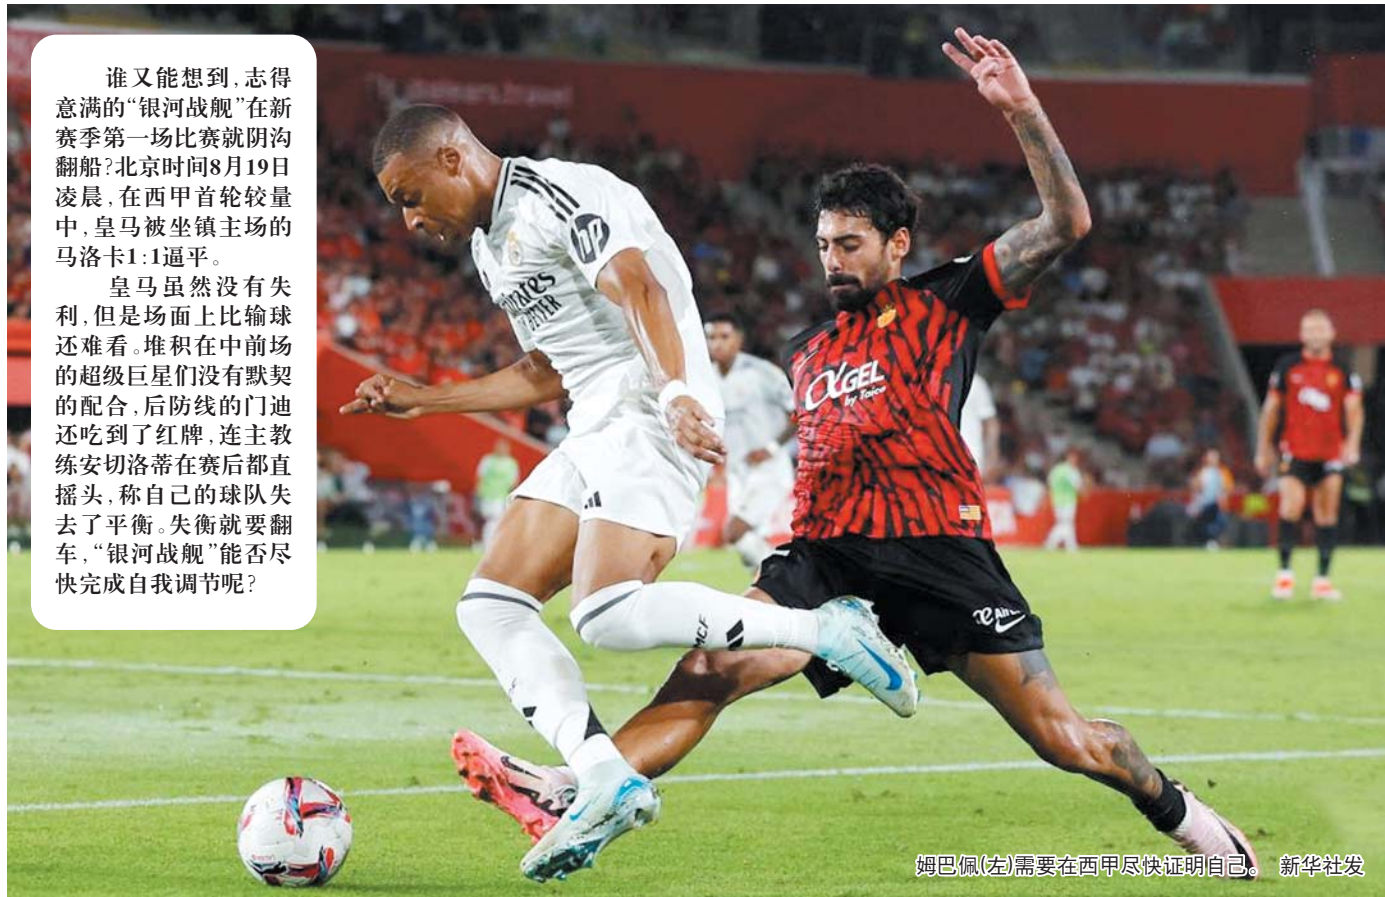 谁又能想到,志得
意满的“银河战舰”在新
赛季第一场比赛就阴沟
翻船?北京时间8月19日
凌晨,在西甲首轮较量
中,皇马被坐镇主场的
马洛卡1:1逼平。
皇马虽然没有失
利,但是场面上比输球
还难看。堆积在中前场
的超级巨星们没有默契
的配合,后防线的门迪
还吃到了红牌,连主教
练安切洛蒂在赛后都直
摇头,称自己的球队失
去了平衡。失衡就要翻
车,“银河战舰”能否尽
快完成自我调节呢?
hp
αGEL
by Taica
MCF
姆巴佩(左)需要在西甲尽快证明自己。 新华社发